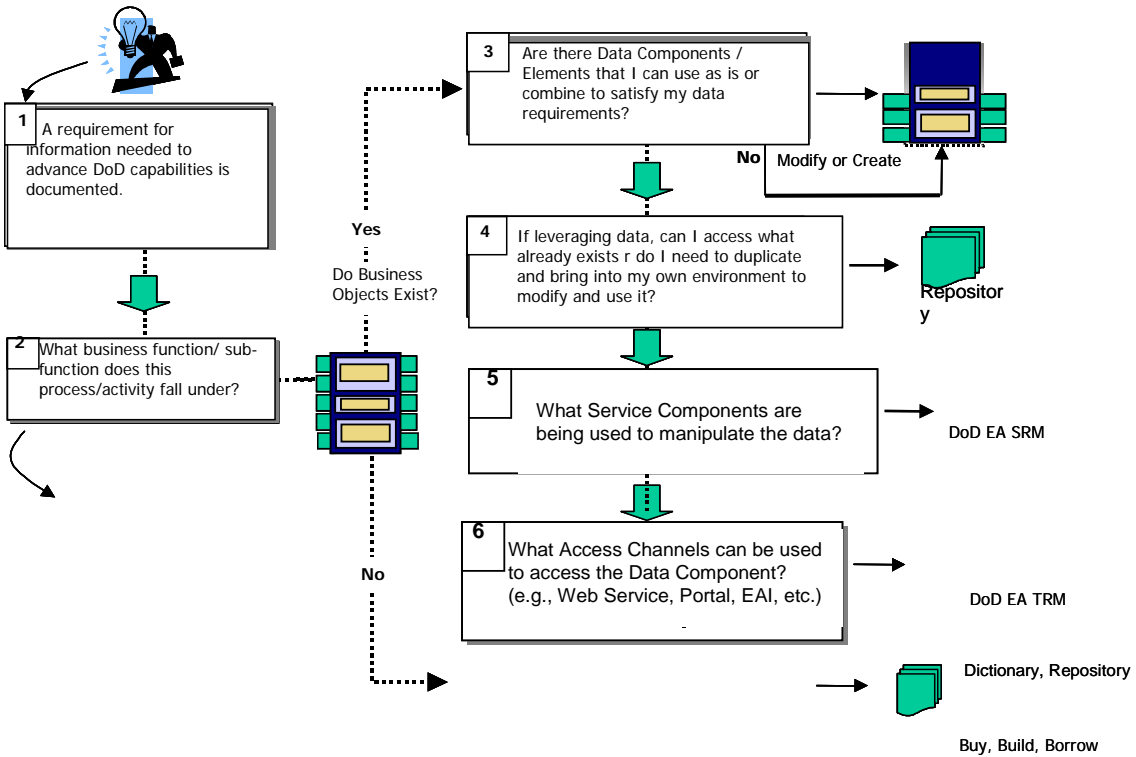 1
A requirement for
information needed to
advance DoD capabilities is
documented.
2
What business function/ sub-
function does this
process/activity fall under?
Yes
Do Business
Objects Exist?
No
3
Are there Data Components /
Elements that I can use as is or
combine to satisfy my data
requirements?
No
Modify or Create
4
If leveraging data, can I access what
already exists r do I need to duplicate
and bring into my own environment to
modify and use it?
Repositor
y
5
What Service Components are
being used to manipulate the data?
DoD EA SRM
6
What Access Channels can be used
to access the Data Component?
(e.g., Web Service, Portal, EAI, etc.)
DoD EA TRM
Dictionary, Repository
Buy, Build, Borrow